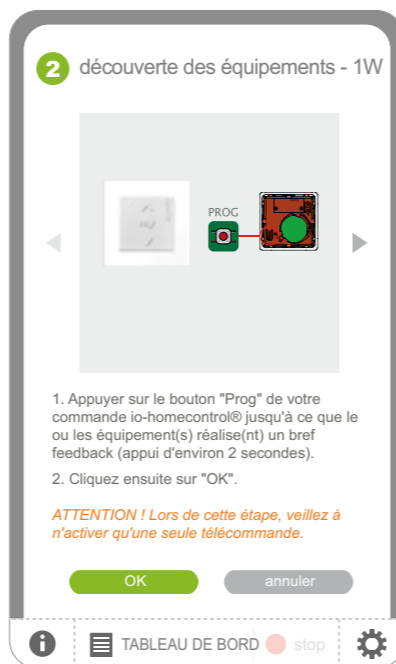 2 découverte des équipements - 1W
PROG
1. Appuyer sur le bouton "Prog" de votre
commande io-homecontrol® jusqu'à ce que le
ou les équipement(s) réalise(nt) un bref
feedback (appui d'environ 2 secondes).
2. Cliquez ensuite sur "OK".
ATTENTION ! Lors de cette étape, veillez à
n'activer qu'une seule télécommande.
OK annuler
TABLEAU DE BORD stop